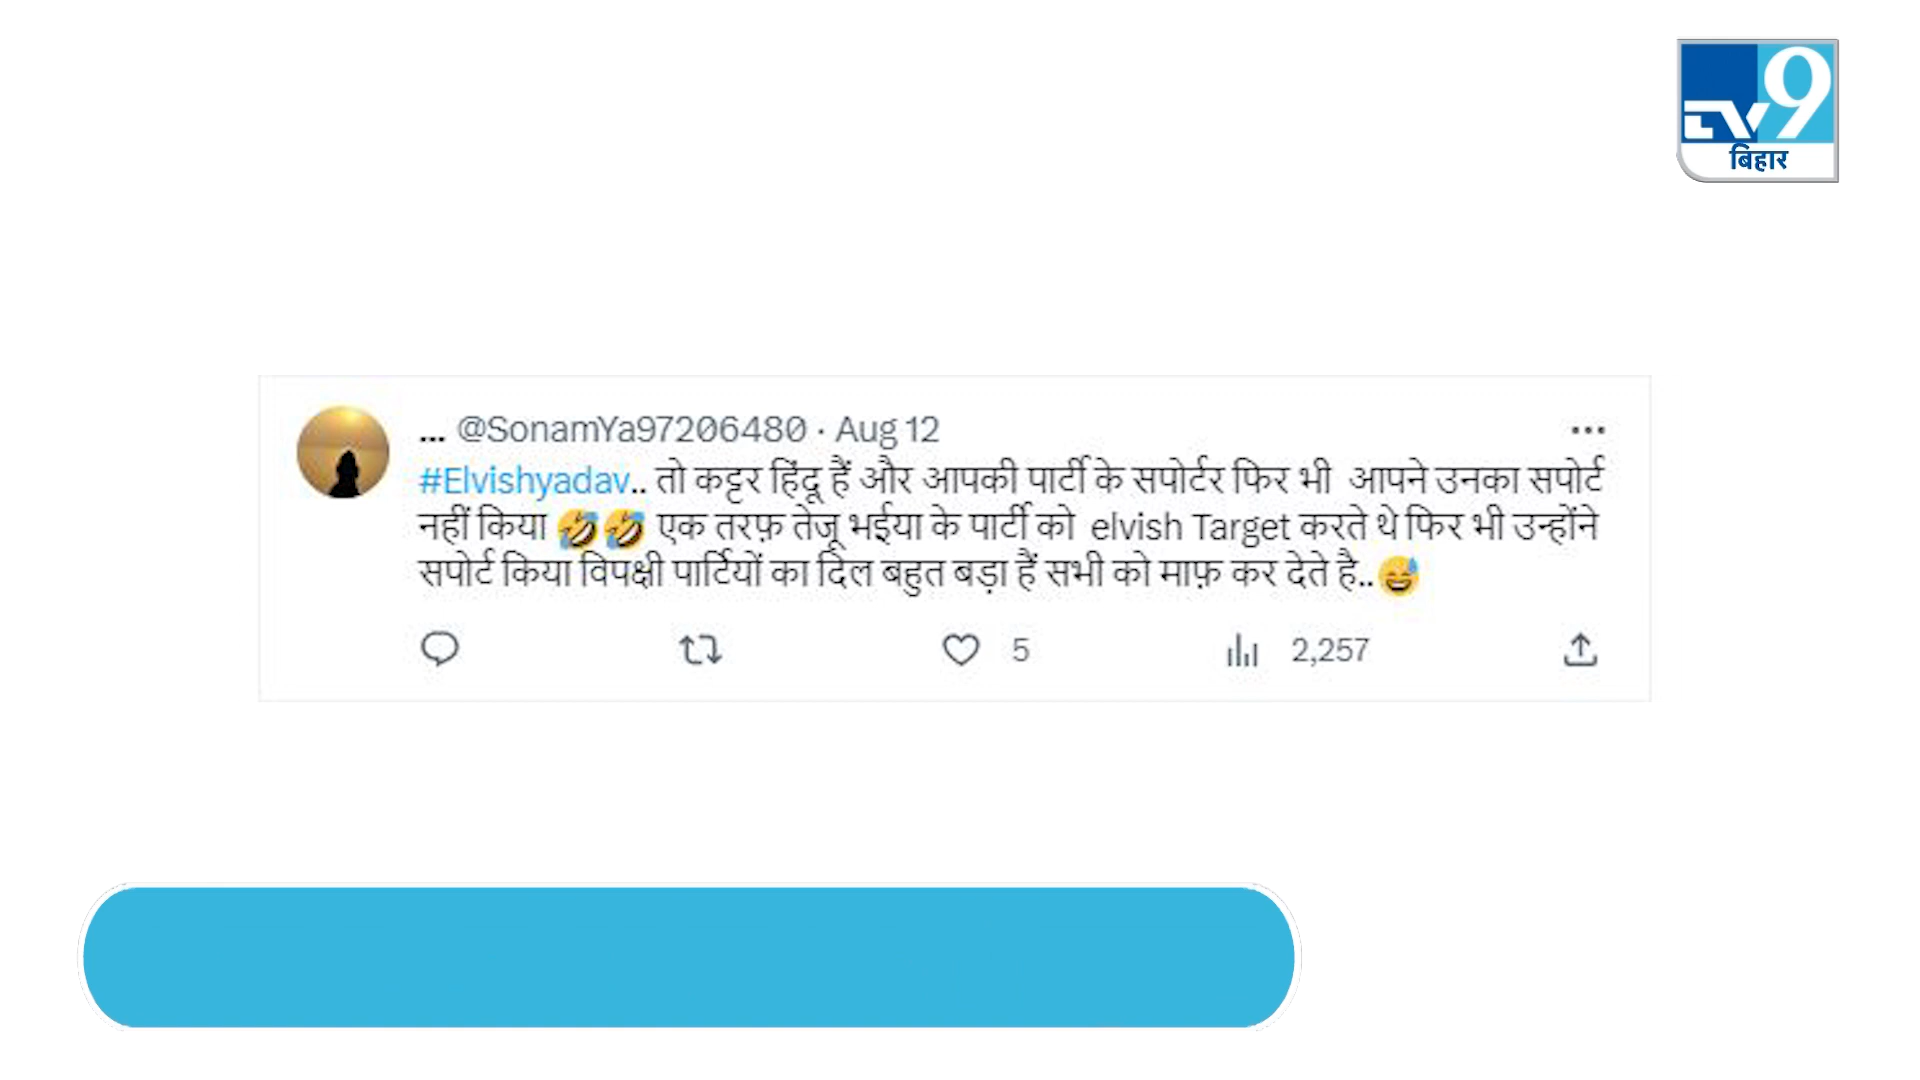 TV9
बिहार
... @SonamYa97206480 · Aug 12
#Elvishyadav.. तो कट्टर हिंदू हैं और आपकी पार्टी के सपोर्टर फिर भी आपने उनका सपोर्ट
नहीं किया 🤣🤣 एक तरफ़ तेजू भईया के पार्टी को elvish Target करते थे फिर भी उन्होंने
सपोर्ट किया विपक्षी पार्टियों का दिल बहुत बड़ा हैं सभी को माफ़ कर देते है..😅
5 2,257